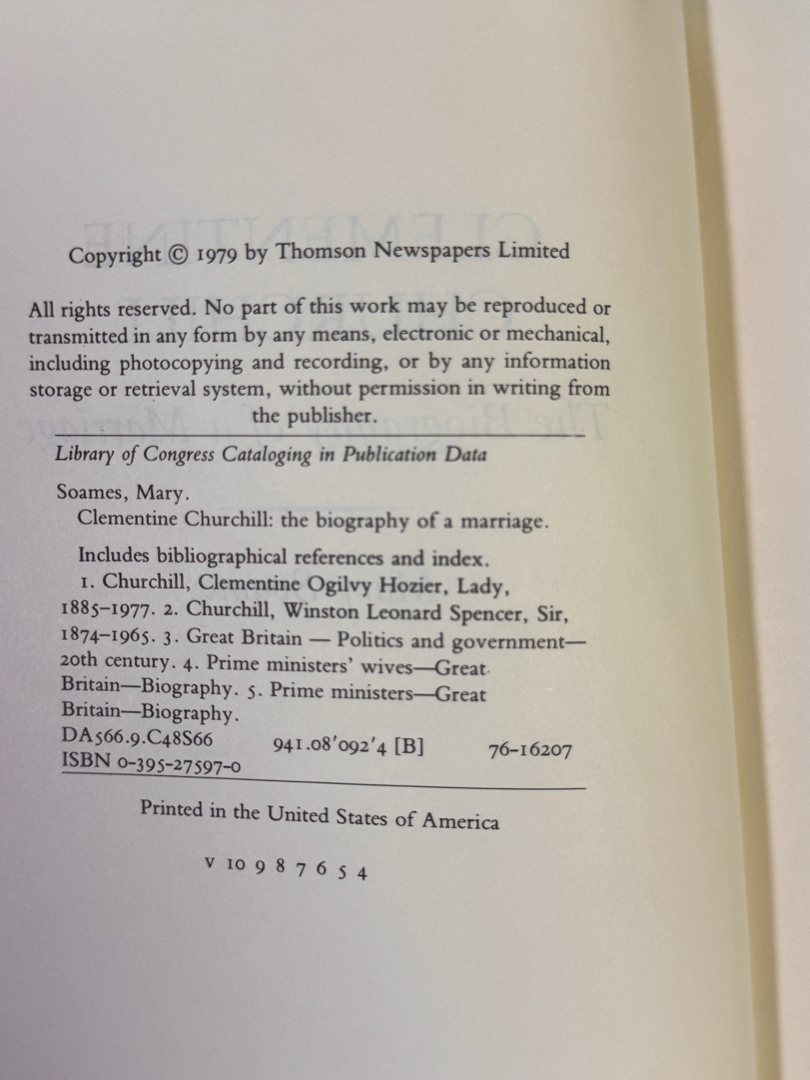 Copyright © 1979 by Thomson Newspapers Limited
All rights reserved. No part of this work may be reproduced or
transmitted in any form by any means, electronic or mechanical,
including photocopying and recording, or by any information
storage or retrieval system, without permission in writing from
the publisher.
Library of Congress Cataloging in Publication Data
Soames, Mary.
Clementine Churchill: the biography of a marriage.
Includes bibliographical references and index.
1. Churchill, Clementine Ogilvy Hozier, Lady,
1885–1977. 2. Churchill, Winston Leonard Spencer, Sir,
1874–1965. 3. Great Britain — Politics and government—
20th century. 4. Prime ministers' wives—Great
Britain—Biography. 5. Prime ministers—Great
Britain—Biography.
DA566.9.C48S66 941.08'092'4 [B] 76-16207
ISBN 0-395-27597-0
Printed in the United States of America
V 10 9 8 7 6 5 4